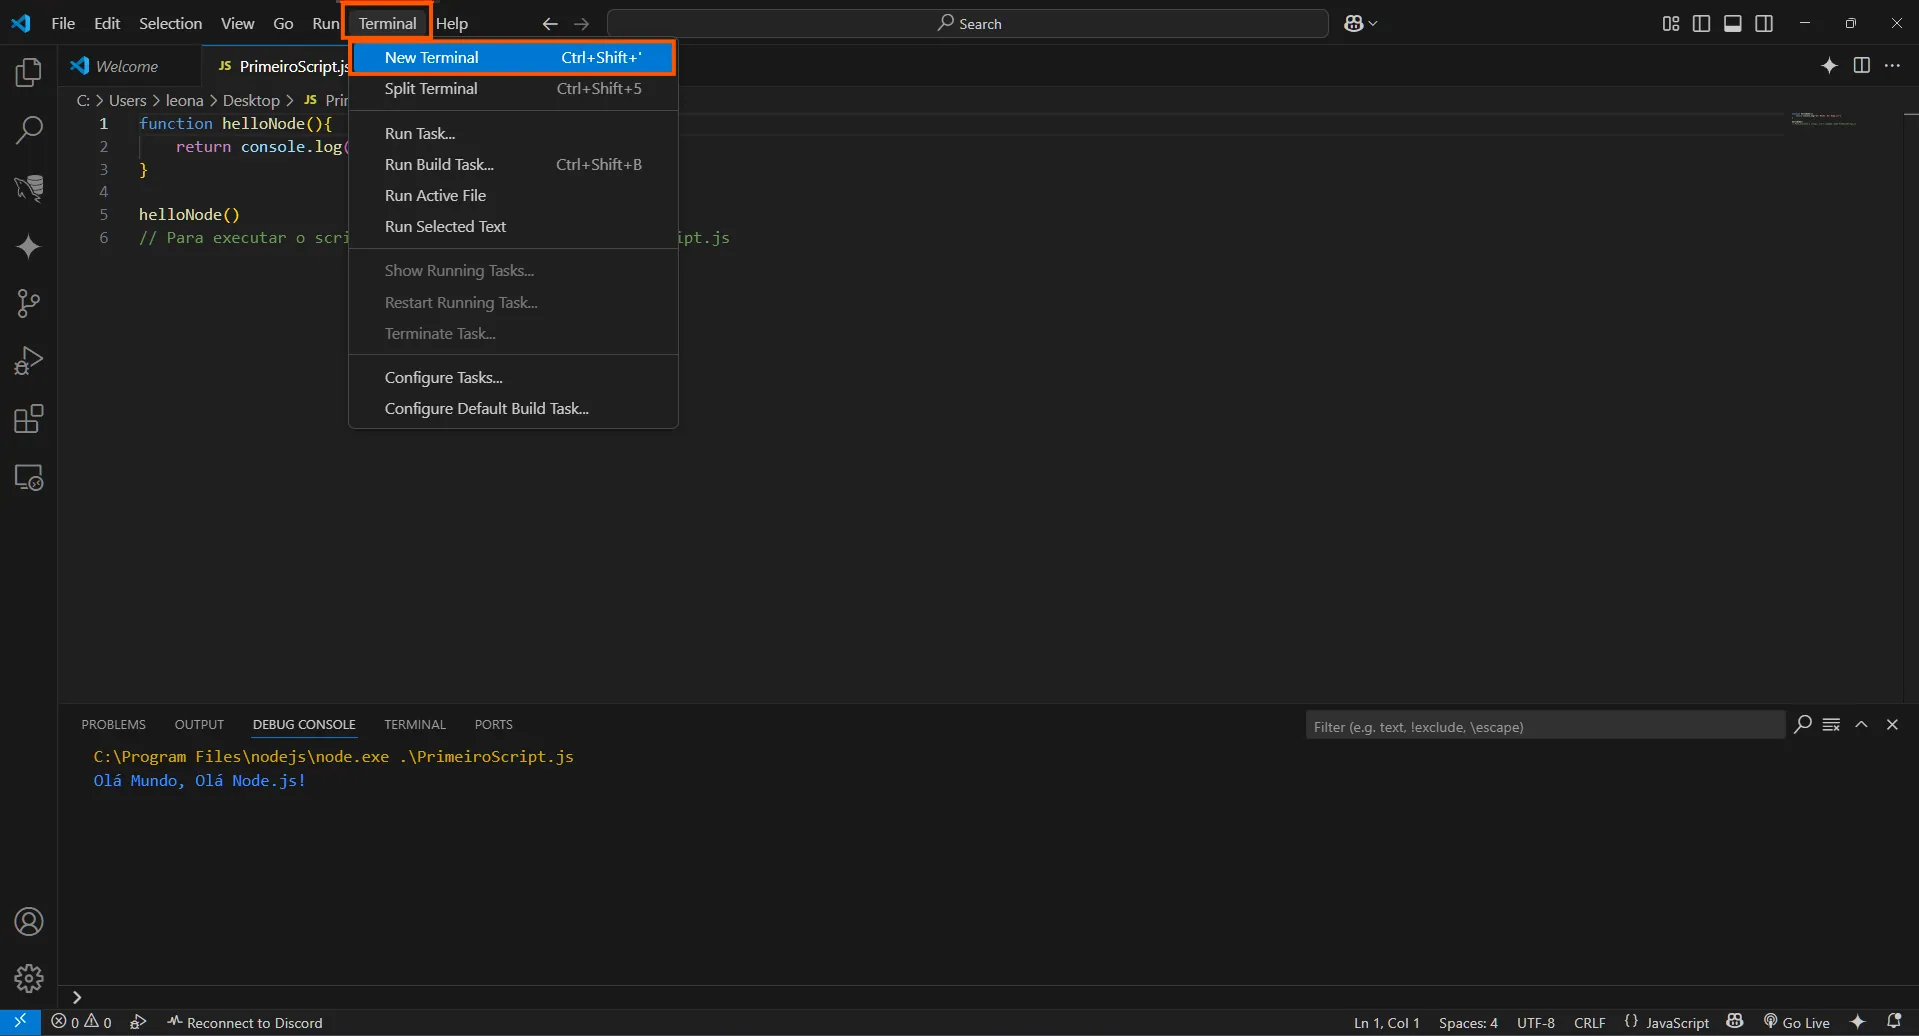 File Edit Selection View Go Run Terminal Help
Search
Welcome
JS PrimeiroScript.js
New Terminal Ctrl+Shift+'
Split Terminal Ctrl+Shift+5
Run Task...
Run Build Task... Ctrl+Shift+B
Run Active File
Run Selected Text
Show Running Tasks...
Restart Running Task...
Terminate Task...
Configure Tasks...
Configure Default Build Task...
C: > Users > leona > Desktop > JS Pri
1 function helloNode(){
2 return console.log(
3 }
4
5 helloNode()
6 // Para executar o scri ipt.js
PROBLEMS OUTPUT DEBUG CONSOLE TERMINAL PORTS
Filter (e.g. text, !exclude, \escape)
C:\Program Files\nodejs\node.exe .\PrimeiroScript.js
Olá Mundo, Olá Node.js!
>
0 0 Reconnect to Discord
Ln 1, Col 1 Spaces: 4 UTF-8 CRLF {} JavaScript Go Live